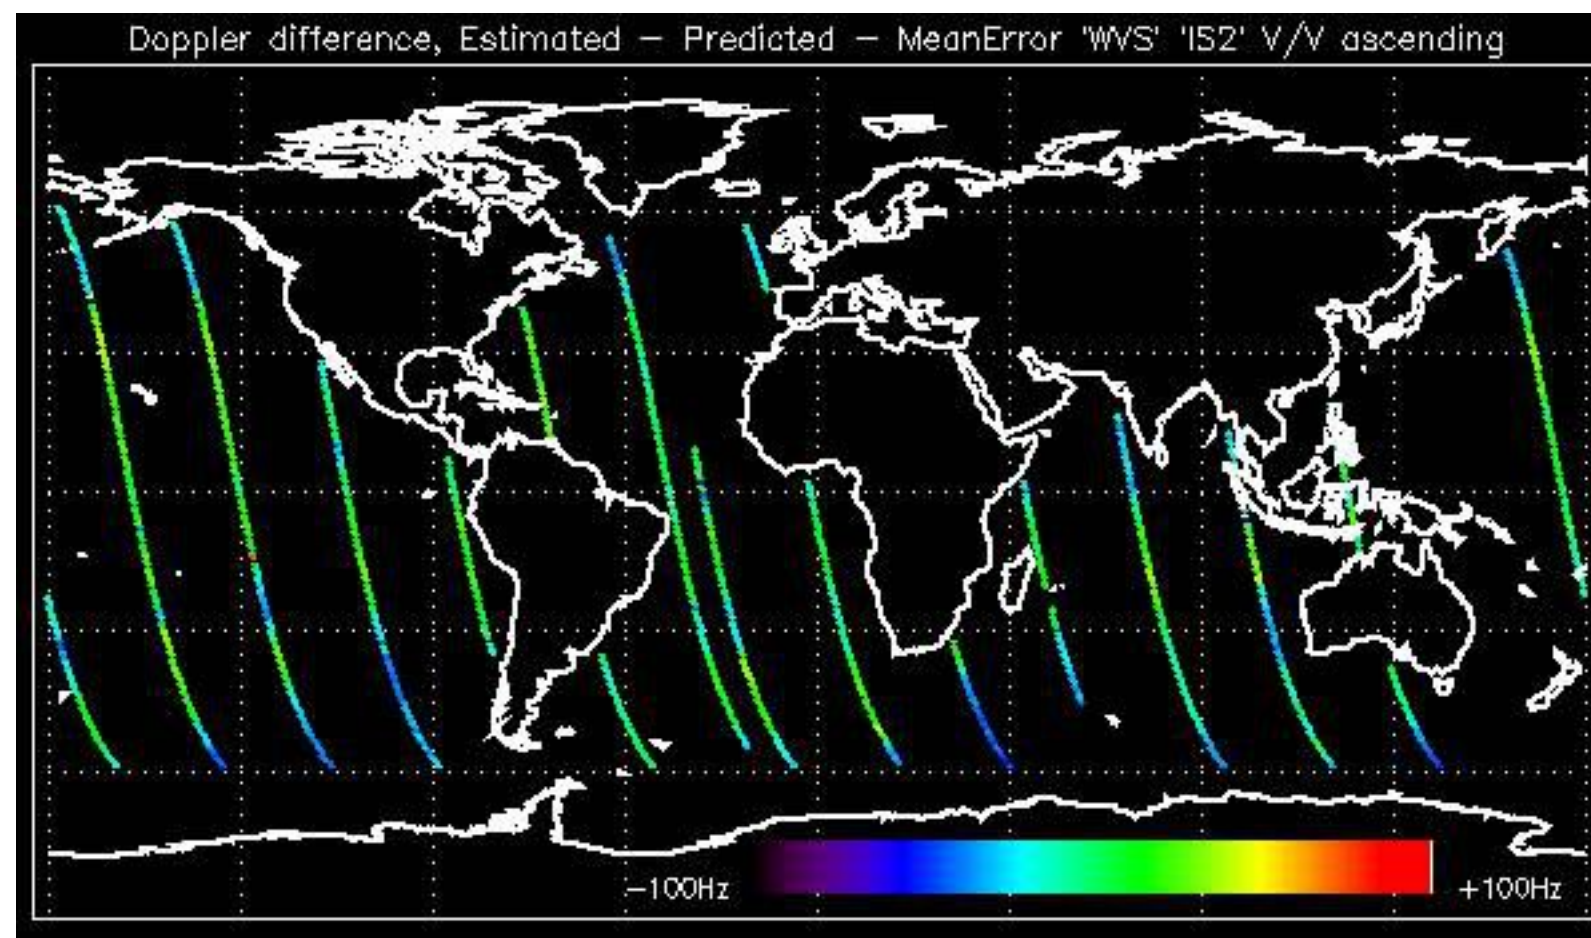 Doppler difference, Estimated – Predicted – MeanError 'WVS' 'IS2' V/V ascending
–100Hz
+100Hz